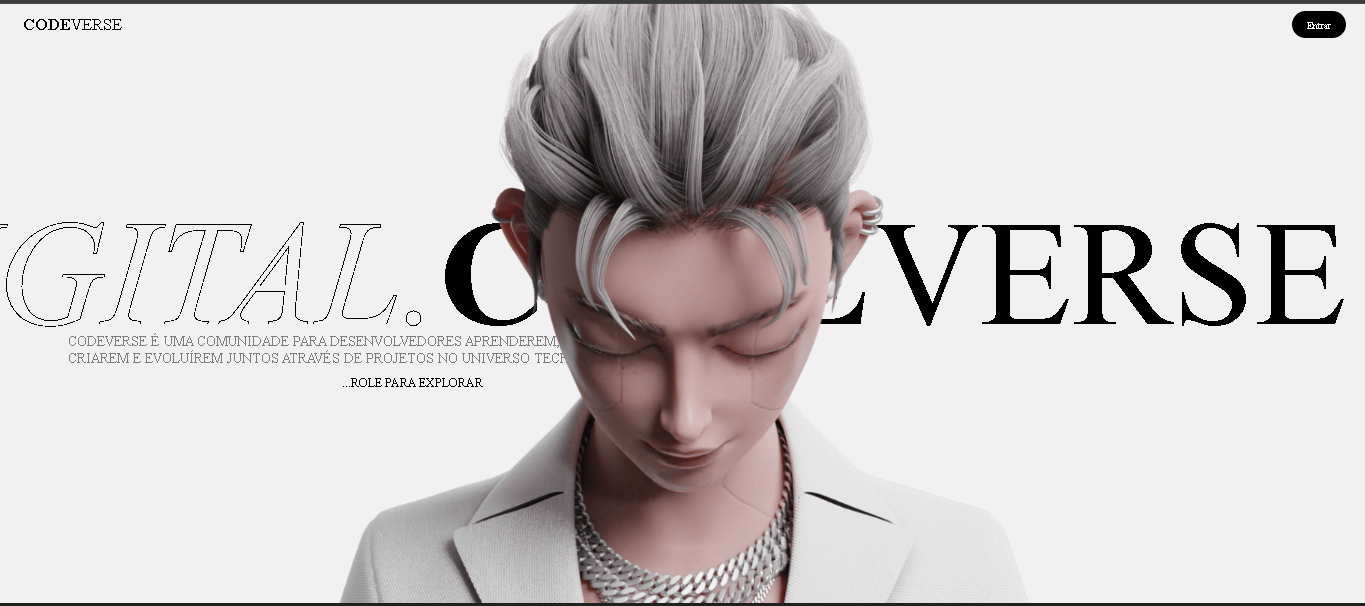 CODEVERSE
Entrar
GITAL. C VERSE
CODEVERSE É UMA COMUNIDADE PARA DESENVOLVEDORES APRENDEREM,
CRIAREM E EVOLUÍREM JUNTOS ATRAVÉS DE PROJETOS NO UNIVERSO TECH
...ROLE PARA EXPLORAR